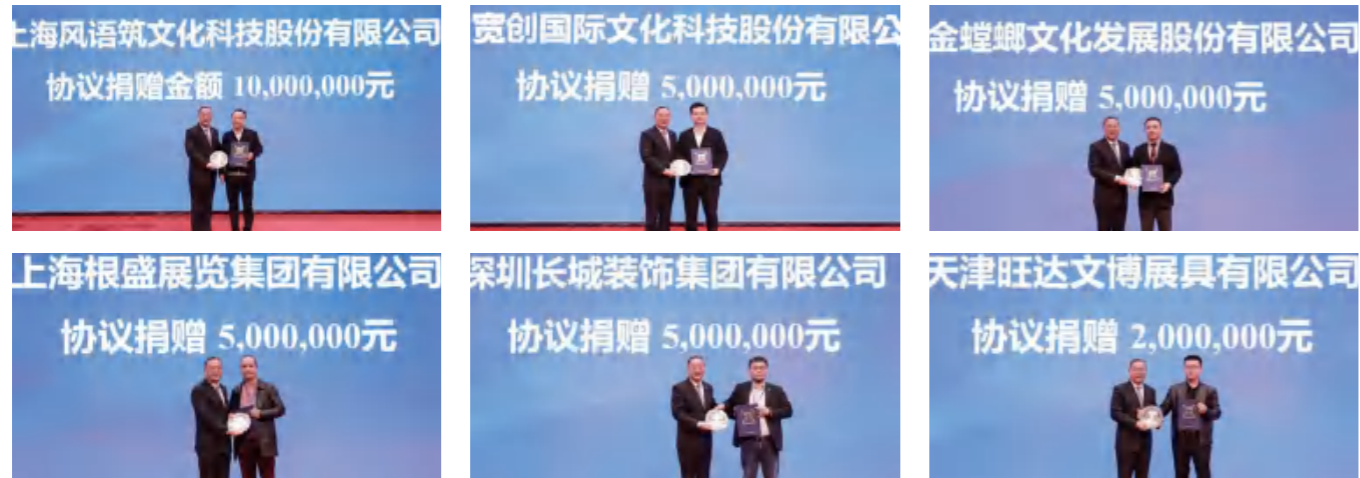 上海风语筑文化科技股份有限公司
协议捐赠金额 10,000,000元
宽创国际文化科技股份有限公
协议捐赠 5,000,000元
金螳螂文化发展股份有限公司
协议捐赠 5,000,000元
上海根盛展览集团有限公司
协议捐赠 5,000,000元
深圳长城装饰集团有限公司
协议捐赠 5,000,000元
天津旺达文博展具有限公司
协议捐赠 2,000,000元